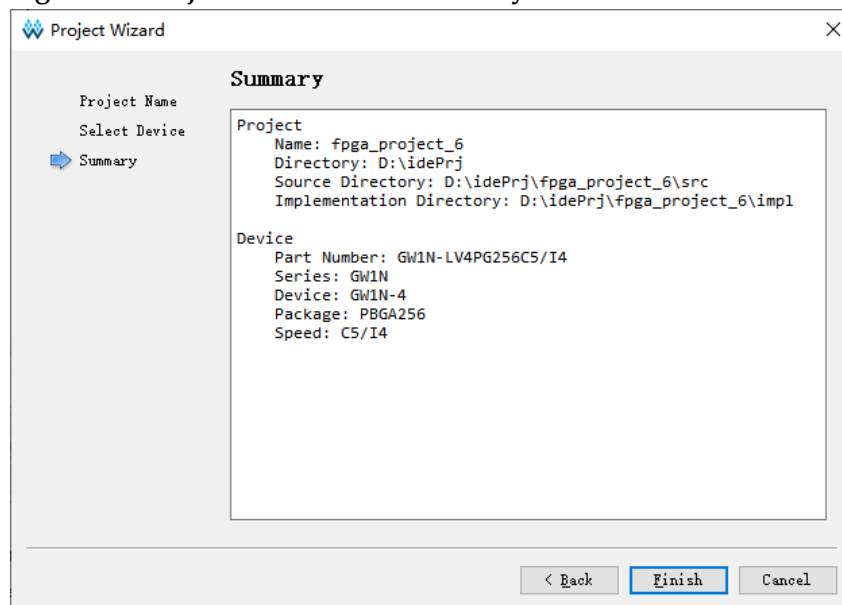 Project Wizard
Summary
Project Name
Select Device
Summary
Project
Name: fpga_project_6
Directory: D:\idePrj
Source Directory: D:\idePrj\fpga_project_6\src
Implementation Directory: D:\idePrj\fpga_project_6\impl
Device
Part Number: GW1N-LV4PG256C5/I4
Series: GW1N
Device: GW1N-4
Package: PBGA256
Speed: C5/I4
< Back
Finish
Cancel